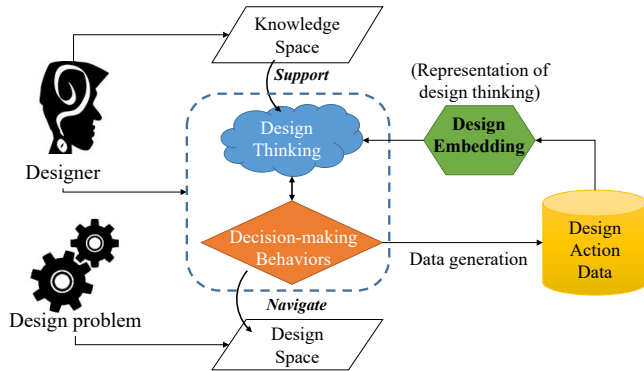 Knowledge
Space
Support
(Representation of
design thinking)
Design
Thinking
Design
Embedding
Designer
Decision-making
Behaviors
Data generation
Design
Action
Data
Navigate
Design problem
Design
Space